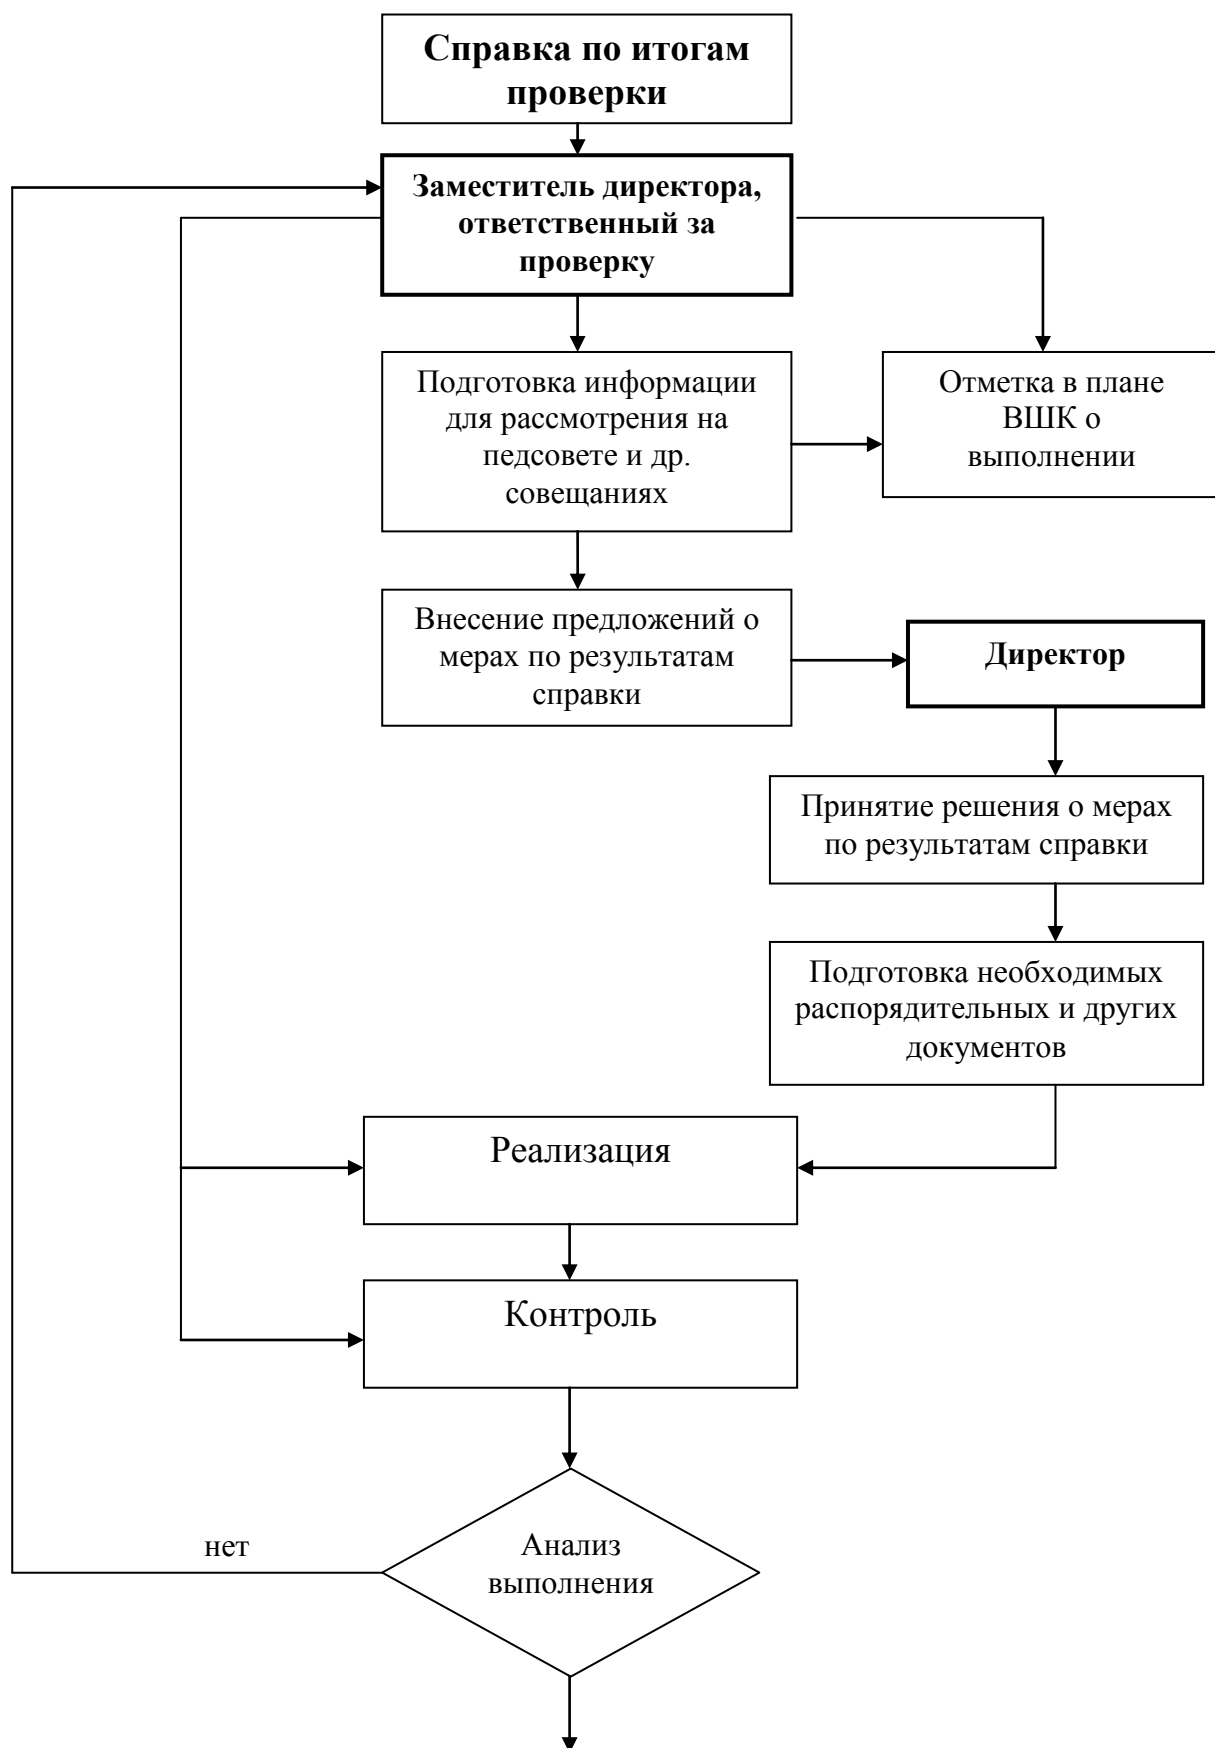 Справка по итогам
проверки
Заместитель директора,
ответственный за
проверку
Подготовка информации
для рассмотрения на
педсовете и др.
совещаниях
Отметка в плане
ВШК о
выполнении
Внесение предложений о
мерах по результатам
справки
Директор
Принятие решения о мерах
по результатам справки
Подготовка необходимых
распорядительных и других
документов
Реализация
Контроль
нет
Анализ
выполнения